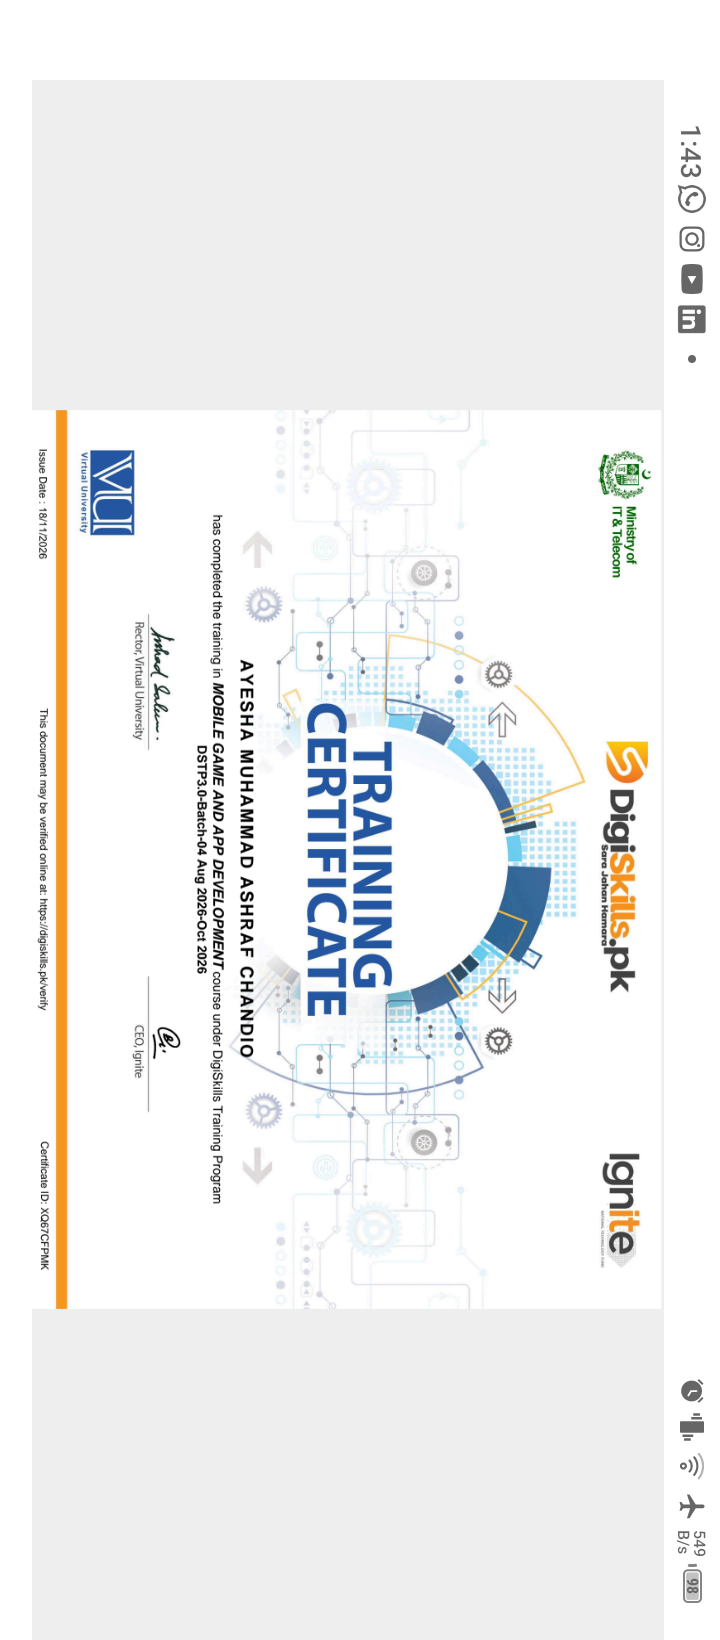 1:43
549
B/s
98
Ministry of
IT & Telecom
DigiSkills.pk
Sara Jahan Hamara
Ignite
TRAINING
CERTIFICATE
AYESHA MUHAMMAD ASHRAF CHANDIO
has completed the training in MOBILE GAME AND APP DEVELOPMENT course under DigiSkills Training Program
DSTP3.0-Batch-04 Aug 2026-Oct 2026
Rector, Virtual University
CEO, Ignite
VU
Virtual University
Issue Date : 18/11/2026
This document may be verified online at: https://digiskills.pk/verify
Certificate ID: XQ67CFPMK